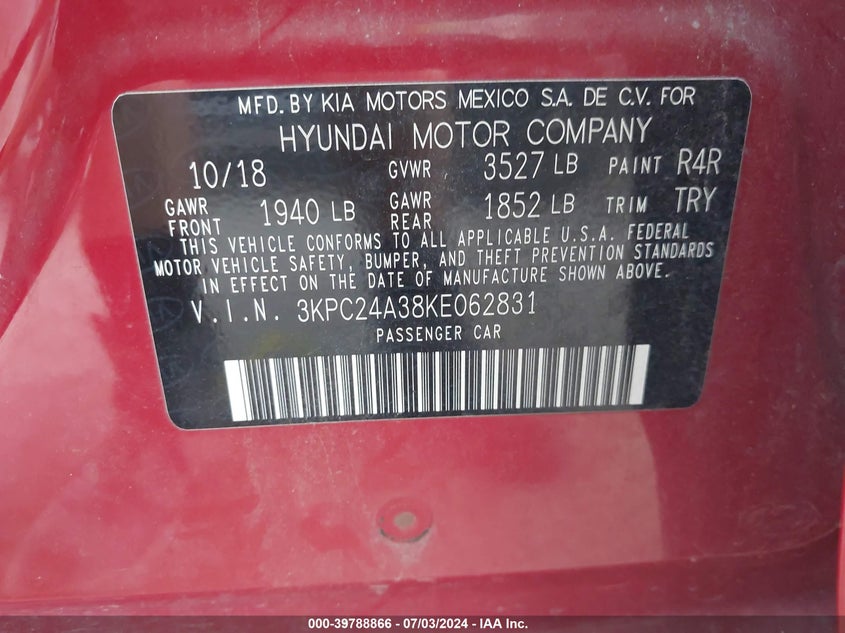 MFD. BY KIA MOTORS MEXICO S.A. DE C.V. FOR
HYUNDAI MOTOR COMPANY
10/18 GVWR 3527 LB PAINT R4R
GAWR FRONT 1940 LB GAWR REAR 1852 LB TRIM TRY
THIS VEHICLE CONFORMS TO ALL APPLICABLE U.S.A. FEDERAL
MOTOR VEHICLE SAFETY, BUMPER, AND THEFT PREVENTION STANDARDS
IN EFFECT ON THE DATE OF MANUFACTURE SHOWN ABOVE.
V.I.N. 3KPC24A38KE062831
PASSENGER CAR
000-39788866 / 07/03/2024 - IAA Inc.